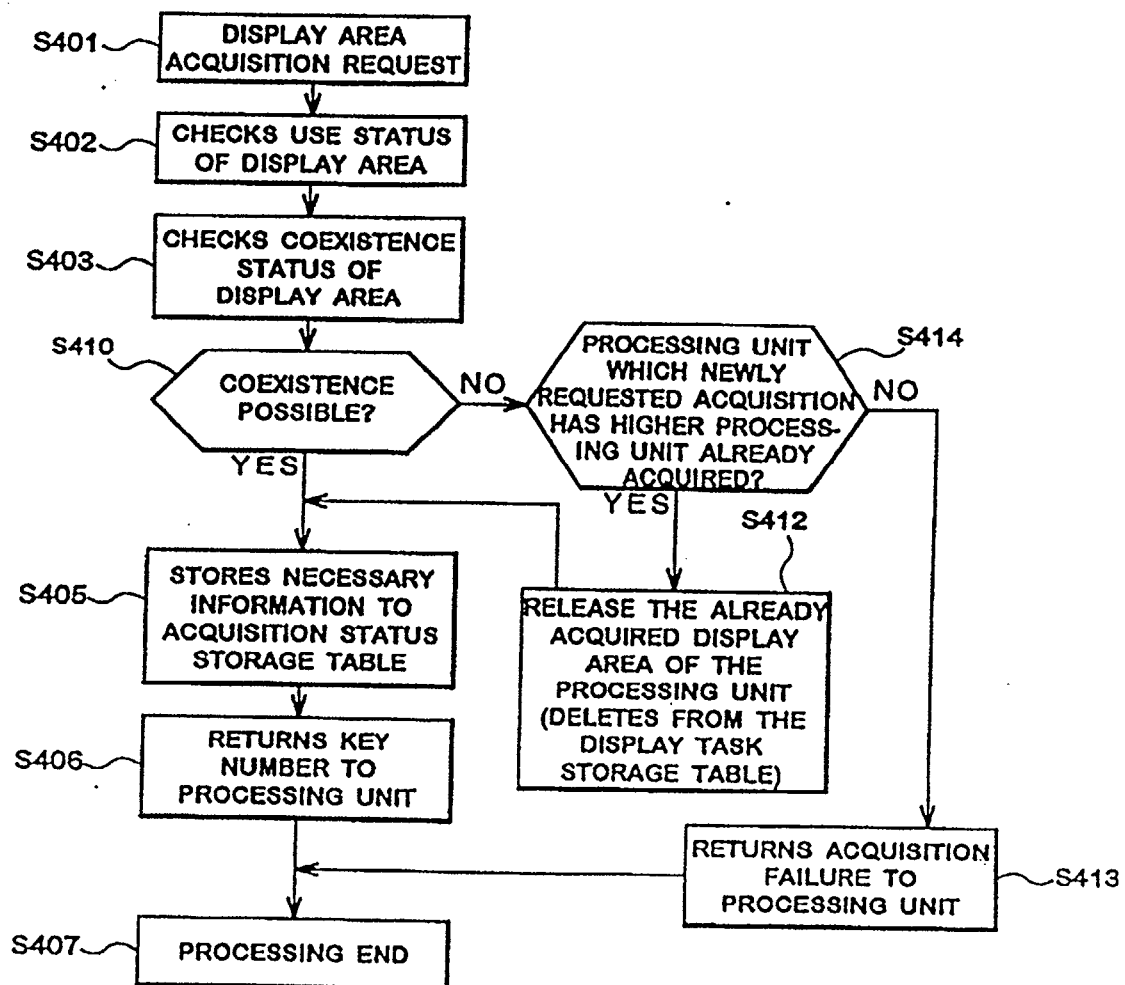 S401
DISPLAY AREA
ACQUISITION REQUEST
S402
CHECKS USE STATUS
OF DISPLAY AREA
S403
CHECKS COEXISTENCE
STATUS OF
DISPLAY AREA
S410
COEXISTENCE
POSSIBLE?
NO
YES
S414
PROCESSING UNIT
WHICH NEWLY
REQUESTED ACQUISITION
HAS HIGHER PROCESS-
ING UNIT ALREADY
ACQUIRED?
NO
YES
S412
RELEASE THE ALREADY
ACQUIRED DISPLAY
AREA OF THE
PROCESSING UNIT
(DELETES FROM THE
DISPLAY TASK
STORAGE TABLE)
S405
STORES NECESSARY
INFORMATION TO
ACQUISITION STATUS
STORAGE TABLE
S406
RETURNS KEY
NUMBER TO
PROCESSING UNIT
RETURNS ACQUISITION
FAILURE TO
PROCESSING UNIT
S413
S407
PROCESSING END